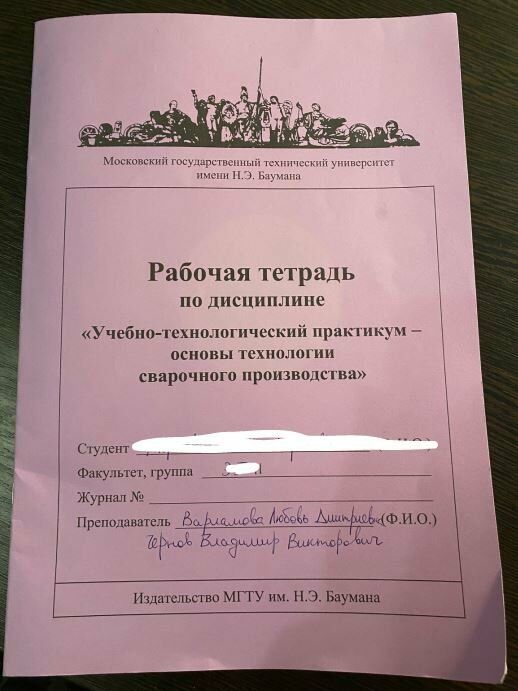 Московский государственный технический университет
имени Н.Э. Баумана
Рабочая тетрадь
по дисциплине
«Учебно-технологический практикум –
основы технологии
сварочного производства»
Студент
Факультет, группа
Журнал №
Преподаватель Варламова Любовь Дмитриевна (Ф.И.О.)
Чернов Владимир Викторович
Издательство МГТУ им. Н.Э. Баумана